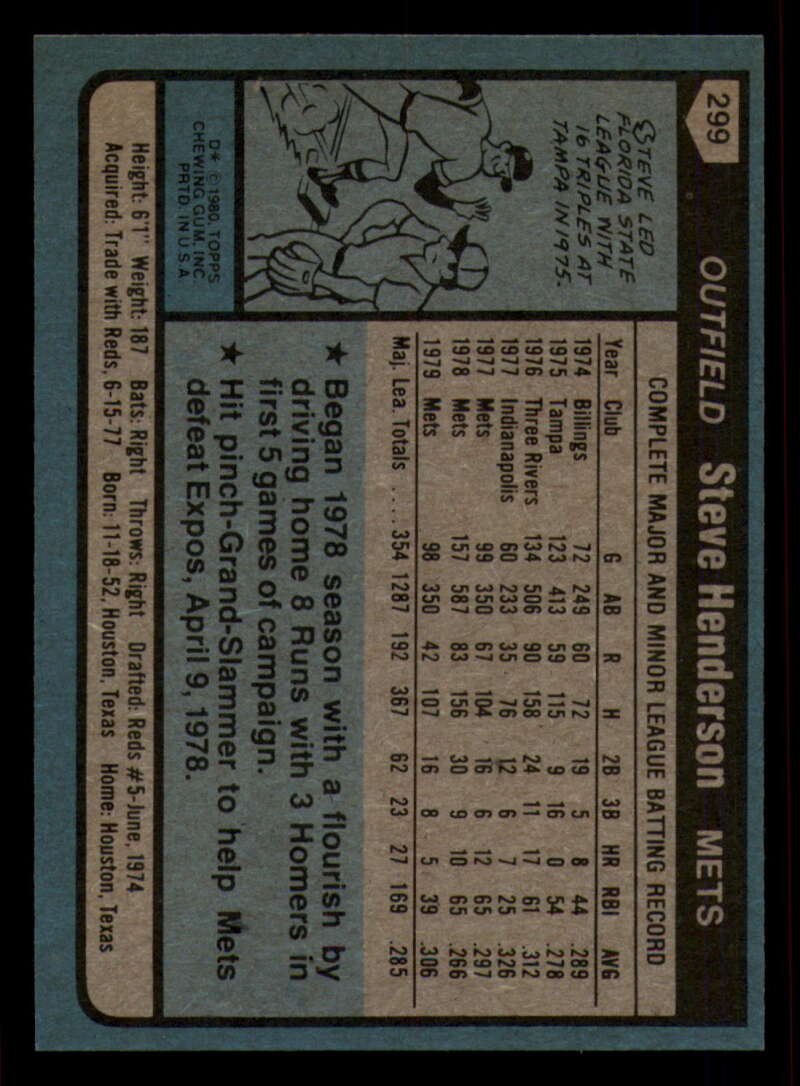 299
OUTFIELD Steve Henderson METS
STEVE LED
FLORIDA STATE
LEAGUE WITH
16 TRIPLES AT
TAMPA IN 1975.
D* © 1980 TOPPS
CHEWING GUM, INC.
PRTD. IN U.S.A.
COMPLETE MAJOR AND MINOR LEAGUE BATTING RECORD
Year Club G AB R H 2B 3B HR RBI AVG
1974 Billings 72 249 60 72 19 5 8 44 .289
1975 Tampa 123 413 59 115 9 16 0 54 .278
1976 Three Rivers 134 506 90 158 24 11 17 61 .312
1977 Indianapolis 60 233 35 76 12 6 7 25 .326
1977 Mets 99 350 67 104 16 6 12 65 .297
1978 Mets 157 587 83 156 30 9 10 65 .266
1979 Mets 98 350 42 107 16 8 5 39 .306
Maj. Lea. Totals .... 354 1287 192 367 62 23 27 169 .285
★ Began 1978 season with a flourish by
driving home 8 Runs with 3 Homers in
first 5 games of campaign.
★ Hit pinch-Grand-Slammer to help Mets
defeat Expos, April 9, 1978.
Height: 6'1" Weight: 187 Bats: Right Throws: Right Drafted: Reds #5-June, 1974
Acquired: Trade with Reds, 6-15-77 Born: 11-18-52, Houston, Texas Home: Houston, Texas